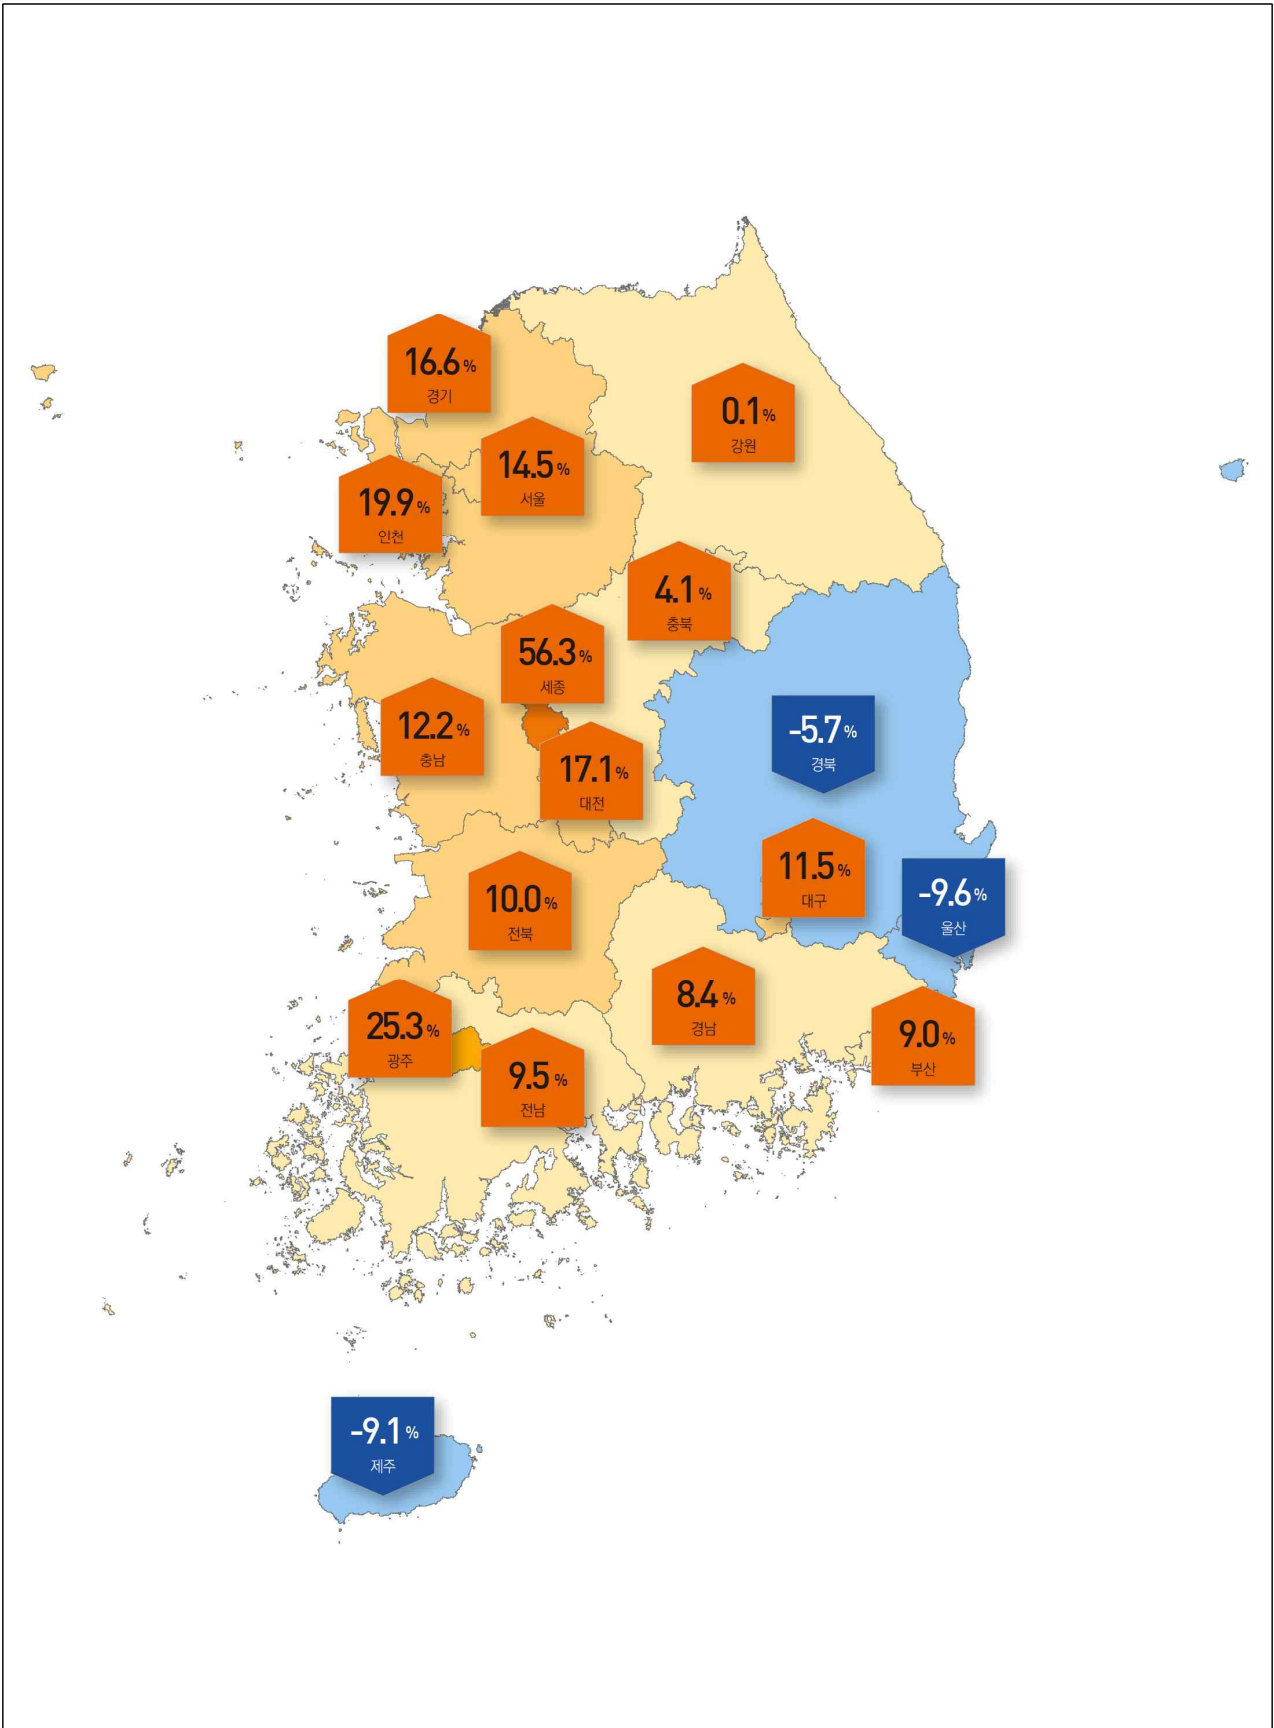 16.6%
경기
0.1%
강원
14.5%
서울
19.9%
인천
4.1%
충북
56.3%
세종
12.2%
충남
-5.7%
경북
17.1%
대전
11.5%
대구
-9.6%
울산
10.0%
전북
8.4%
경남
25.3%
광주
9.0%
부산
9.5%
전남
-9.1%
제주